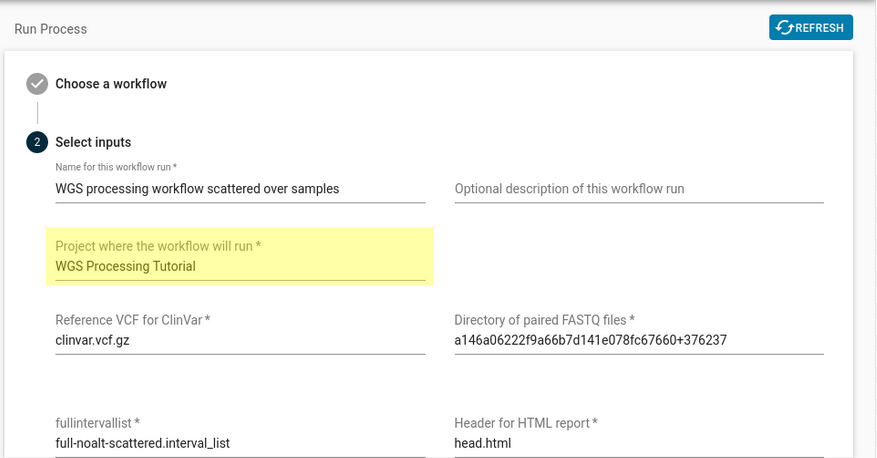 Run Process
REFRESH
Choose a workflow
2 Select inputs
Name for this workflow run *
WGS processing workflow scattered over samples
Optional description of this workflow run
Project where the workflow will run *
WGS Processing Tutorial
Reference VCF for ClinVar *
clinvar.vcf.gz
Directory of paired FASTQ files *
a146a06222f9a66b7d141e078fc67660+376237
fullintervallist *
full-noalt-scattered.interval_list
Header for HTML report *
head.html